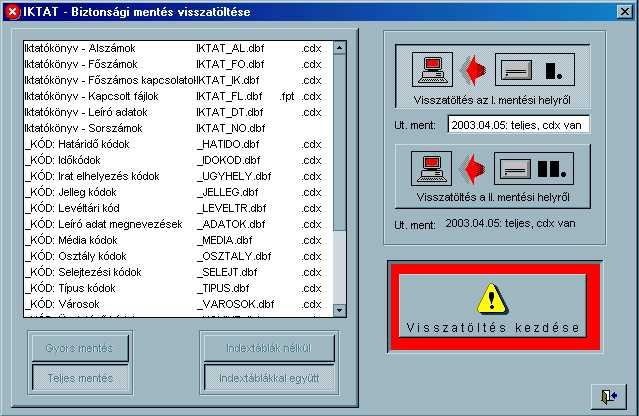 IKTAT - Biztonsági mentés visszatöltése
Iktatókönyv - Alszámok IKTAT_AL.dbf .cdx
Iktatókönyv - Főszámok IKTAT_FO.dbf .cdx
Iktatókönyv - Főszámos kapcsolatok IKTAT_IK.dbf .cdx
Iktatókönyv - Kapcsolt fájlok IKTAT_FL.dbf .fpt .cdx
Iktatókönyv - Leíró adatok IKTAT_DT.dbf .cdx
Iktatókönyv - Sorszámok IKTAT_NO.dbf
_KÓD: Határidő kódok _HATIDO.dbf .cdx
_KÓD: Időkódok _IDOKOD.dbf .cdx
_KÓD: Irat elhelyezés kódok _UGYHELY.dbf .cdx
_KÓD: Jelleg kódok _JELLEG.dbf .cdx
_KÓD: Levéltári kód _LEVELTR.dbf .cdx
_KÓD: Leíró adat megnevezések _ADATOK.dbf .cdx
_KÓD: Média kódok _MEDIA.dbf .cdx
_KÓD: Osztály kódok _OSZTALY.dbf .cdx
_KÓD: Selejtezési kódok _SELEJT.dbf .cdx
_KÓD: Típus kódok _TIPUS.dbf .cdx
_KÓD: Városok _VAROSOK.dbf .cdx
Gyors mentés
Teljes mentés
Indextáblák nélkül
Indextáblákkal együtt
I.
Visszatöltés az I. mentési helyről
Ut. ment: 2003.04.05: teljes, cdx van
II.
Visszatöltés a II. mentési helyről
Ut. ment: 2003.04.05: teljes, cdx van
Visszatöltés kezdése